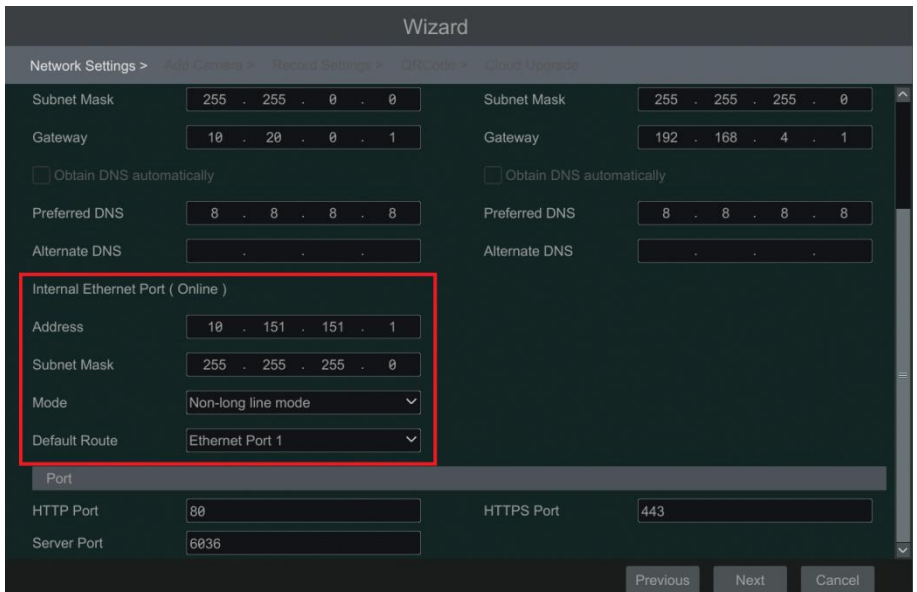 Wizard
Network Settings > Add Camera > Record Settings > QRCode > Cloud Upgrade
Subnet Mask 255 . 255 . 0 . 0 Subnet Mask 255 . 255 . 255 . 0
Gateway 10 . 20 . 0 . 1 Gateway 192 . 168 . 4 . 1
Obtain DNS automatically Obtain DNS automatically
Preferred DNS 8 . 8 . 8 . 8 Preferred DNS 8 . 8 . 8 . 8
Alternate DNS . . . Alternate DNS . . .
Internal Ethernet Port ( Online )
Address 10 . 151 . 151 . 1
Subnet Mask 255 . 255 . 255 . 0
Mode Non-long line mode
Default Route Ethernet Port 1
Port
HTTP Port 80 HTTPS Port 443
Server Port 6036
Previous Next Cancel